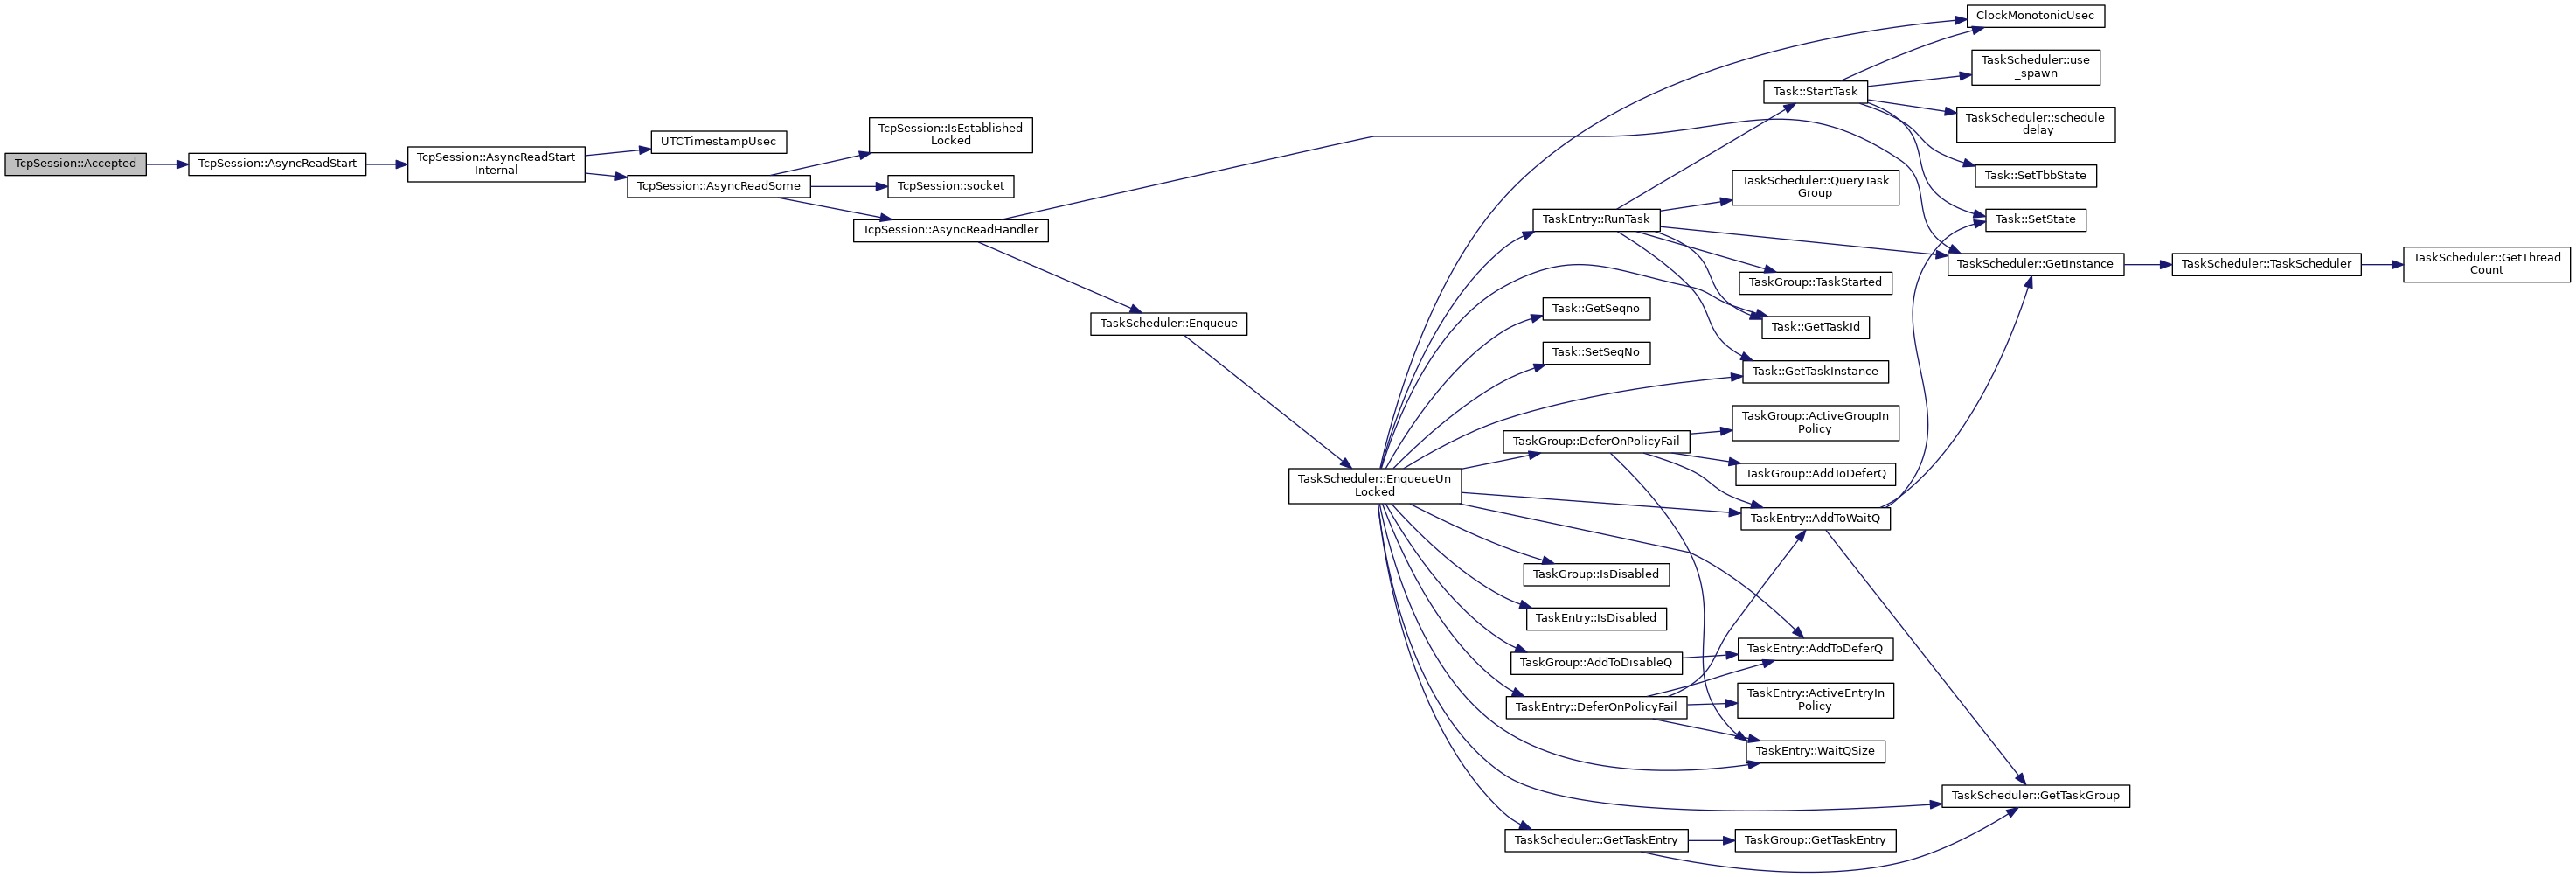 TcpSession::Accepted
TcpSession::AsyncReadStart
TcpSession::AsyncReadStart
Internal
UTCTimestampUsec
TcpSession::AsyncReadSome
TcpSession::IsEstablished
Locked
TcpSession::socket
TcpSession::AsyncReadHandler
TaskScheduler::Enqueue
TaskScheduler::EnqueueUn
Locked
TaskEntry::RunTask
Task::GetSeqno
Task::SetSeqNo
TaskGroup::DeferOnPolicyFail
TaskGroup::IsDisabled
TaskEntry::IsDisabled
TaskGroup::AddToDisableQ
TaskEntry::DeferOnPolicyFail
TaskScheduler::GetTaskEntry
Task::StartTask
TaskScheduler::QueryTask
Group
TaskGroup::TaskStarted
Task::GetTaskId
Task::GetTaskInstance
TaskGroup::ActiveGroupIn
Policy
TaskGroup::AddToDeferQ
TaskEntry::AddToWaitQ
TaskEntry::AddToDeferQ
TaskEntry::ActiveEntryIn
Policy
TaskEntry::WaitQSize
TaskGroup::GetTaskEntry
ClockMonotonicUsec
TaskScheduler::use
_spawn
TaskScheduler::schedule
_delay
Task::SetTbbState
Task::SetState
TaskScheduler::GetInstance
TaskScheduler::GetTaskGroup
TaskScheduler::TaskScheduler
TaskScheduler::GetThread
Count